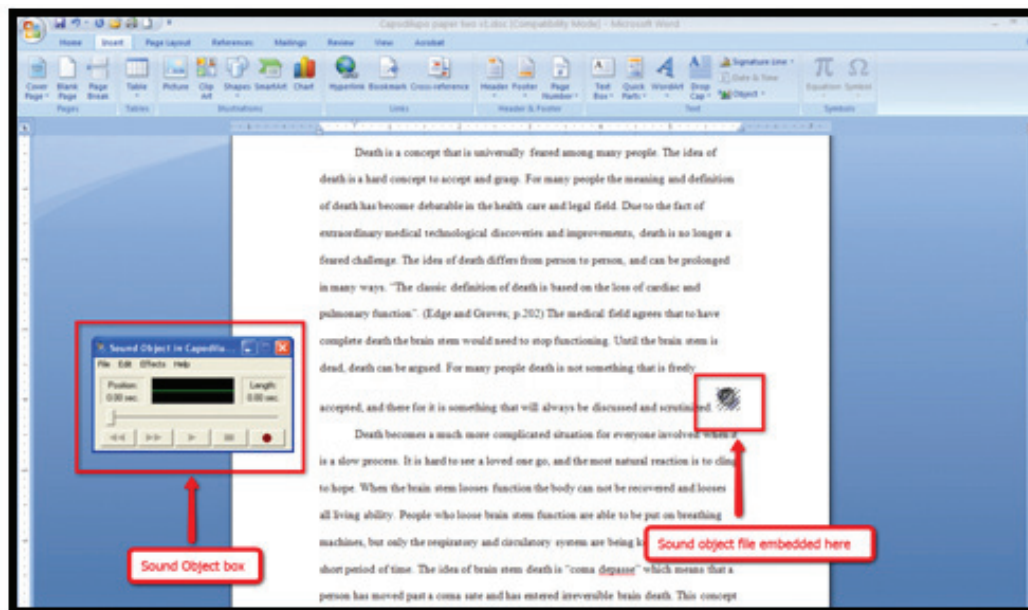 Capodilupo paper two v1.doc [Compatibility Mode] - Microsoft Word
Home Insert Page Layout References Mailings Review View Acrobat
Cover Page Blank Page Page Break Table Picture Clip Art Shapes SmartArt Chart Hyperlink Bookmark Cross-reference Header Footer Page Number Text Box Quick Parts WordArt Drop Cap Signature Line Date & Time Object Equation Symbol
Pages Tables Illustrations Links Header & Footer Text Symbols
Death is a concept that is universally feared among many people. The idea of
death is a hard concept to accept and grasp. For many people the meaning and definition
of death has become debatable in the health care and legal field. Due to the fact of
extraordinary medical technological discoveries and improvements, death is no longer a
feared challenge. The idea of death differs from person to person, and can be prolonged
in many ways. "The classic definition of death is based on the loss of cardiac and
pulmonary function". (Edge and Groves; p.202) The medical field agrees that to have
complete death the brain stem would need to stop functioning. Until the brain stem is
dead, death can be argued. For many people death is not something that is freely
accepted, and there for it is something that will always be discussed and scrutinized.
Death becomes a much more complicated situation for everyone involved when it
is a slow process. It is hard to see a loved one go, and the most natural reaction is to cling
to hope. When the brain stem looses function the body can not be recovered and looses
all living ability. People who loose brain stem function are able to be put on breathing
machines, but only the respiratory and circulatory system are being
short period of time. The idea of brain stem death is "coma depasse" which means that a
person has moved past a coma sate and has entered irreversible brain death. This concept
Sound Object in Capodilu...
File Edit Effects Help
Position: Length:
0.00 sec. 0.00 sec.
Sound Object box
Sound object file embedded here